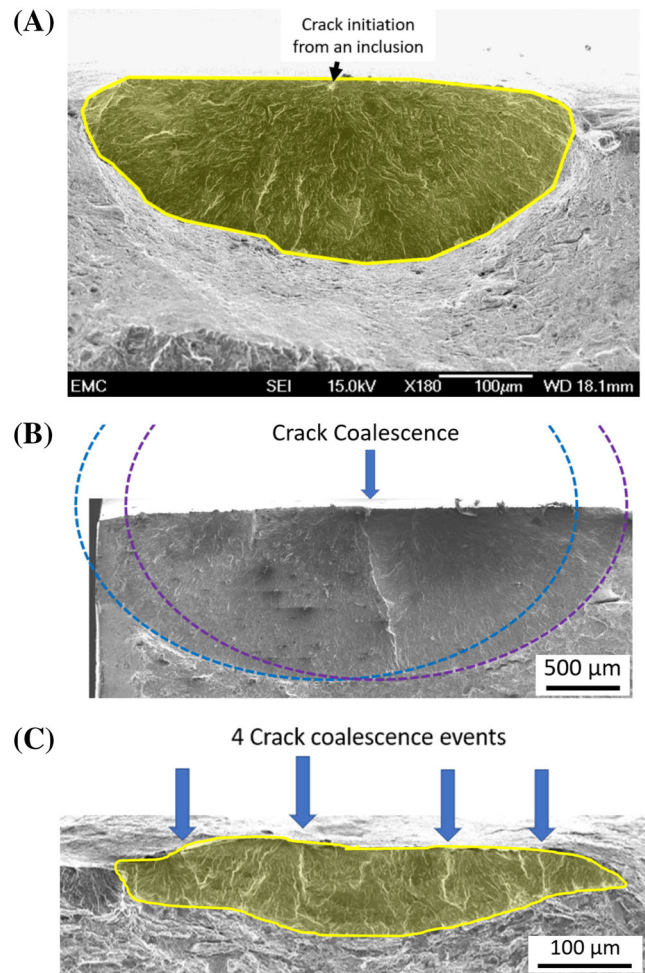 (A)
Crack initiation
from an inclusion
EMC SEI 15.0kV X180 100µm WD 18.1mm
(B)
Crack Coalescence
500 µm
(C)
4 Crack coalescence events
100 µm